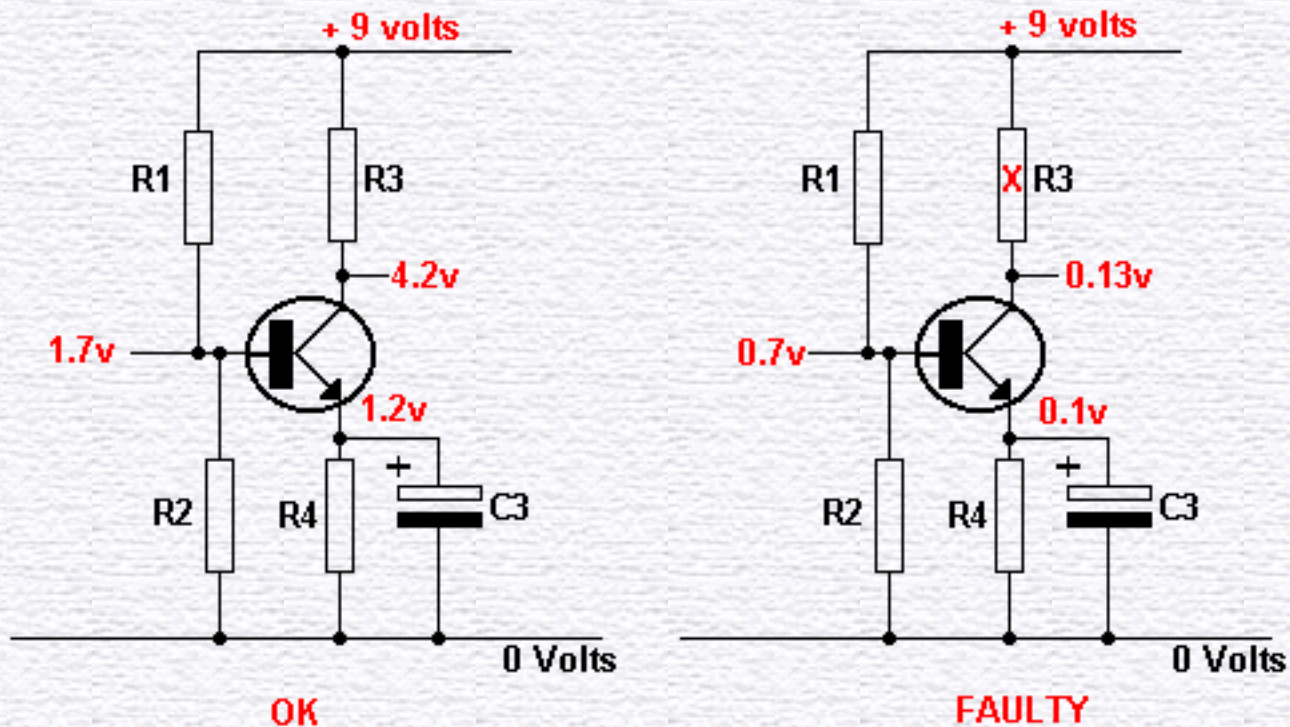 + 9 volts
R1
R3
4.2v
1.7v
1.2v
+
R2
R4
C3
0 Volts
OK
+ 9 volts
R1
X
R3
0.13v
0.7v
0.1v
+
R2
R4
C3
0 Volts
FAULTY